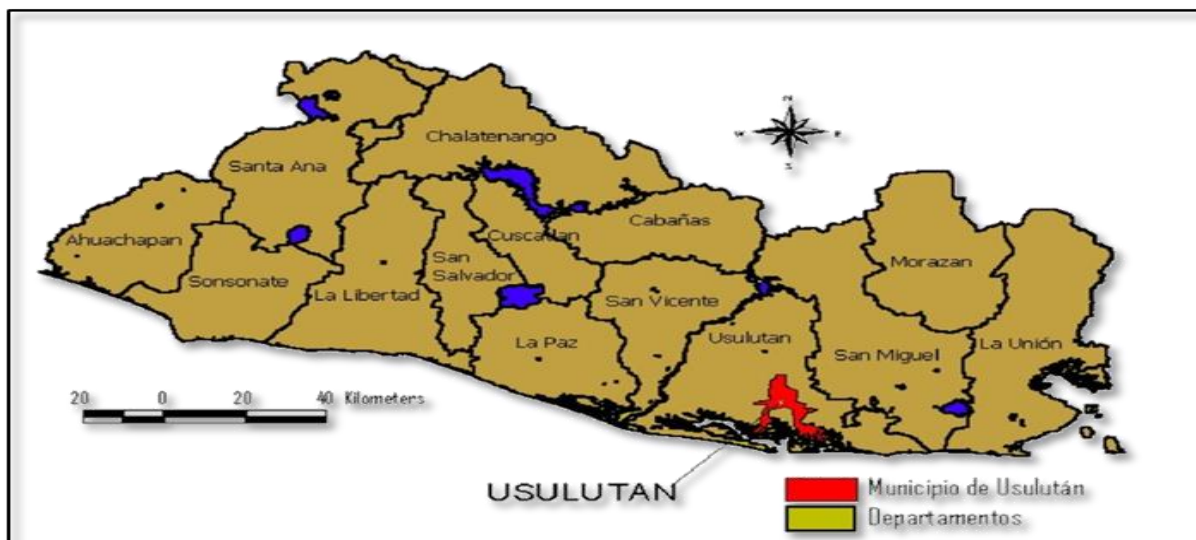 N
W
E
S
Chalatenango
Santa Ana
Cabañas
Cuscatlan
Ahuachapan
San
Salvador
Morazan
Sonsonate
La Libertad
San Vicente
Usulutan
La Paz
San Miguel
La Unión
20 0 20 40 Kilometers
USULUTAN
Municipio de Usulután
Departamentos